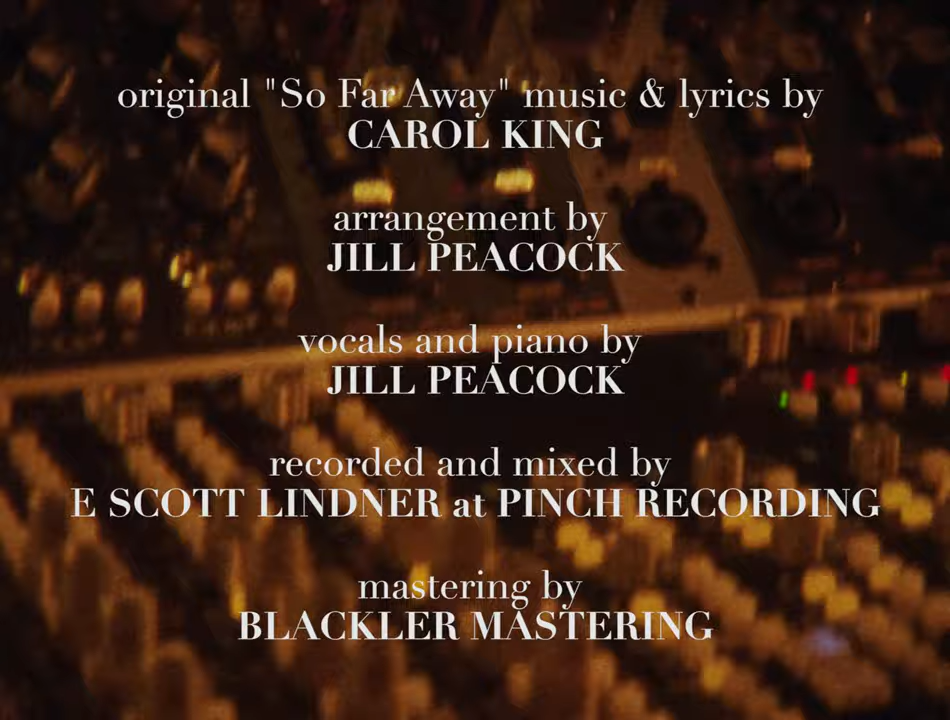 original "So Far Away" music & lyrics by
CAROL KING
arrangement by
JILL PEACOCK
vocals and piano by
JILL PEACOCK
recorded and mixed by
E SCOTT LINDNER at PINCH RECORDING
mastering by
BLACKLER MASTERING